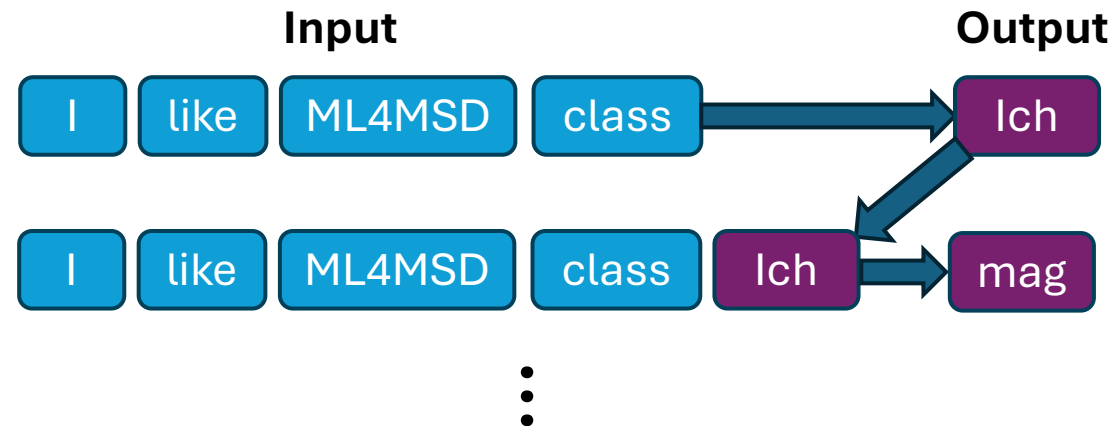 Input Output
I like ML4MSD class Ich
I like ML4MSD class Ich mag